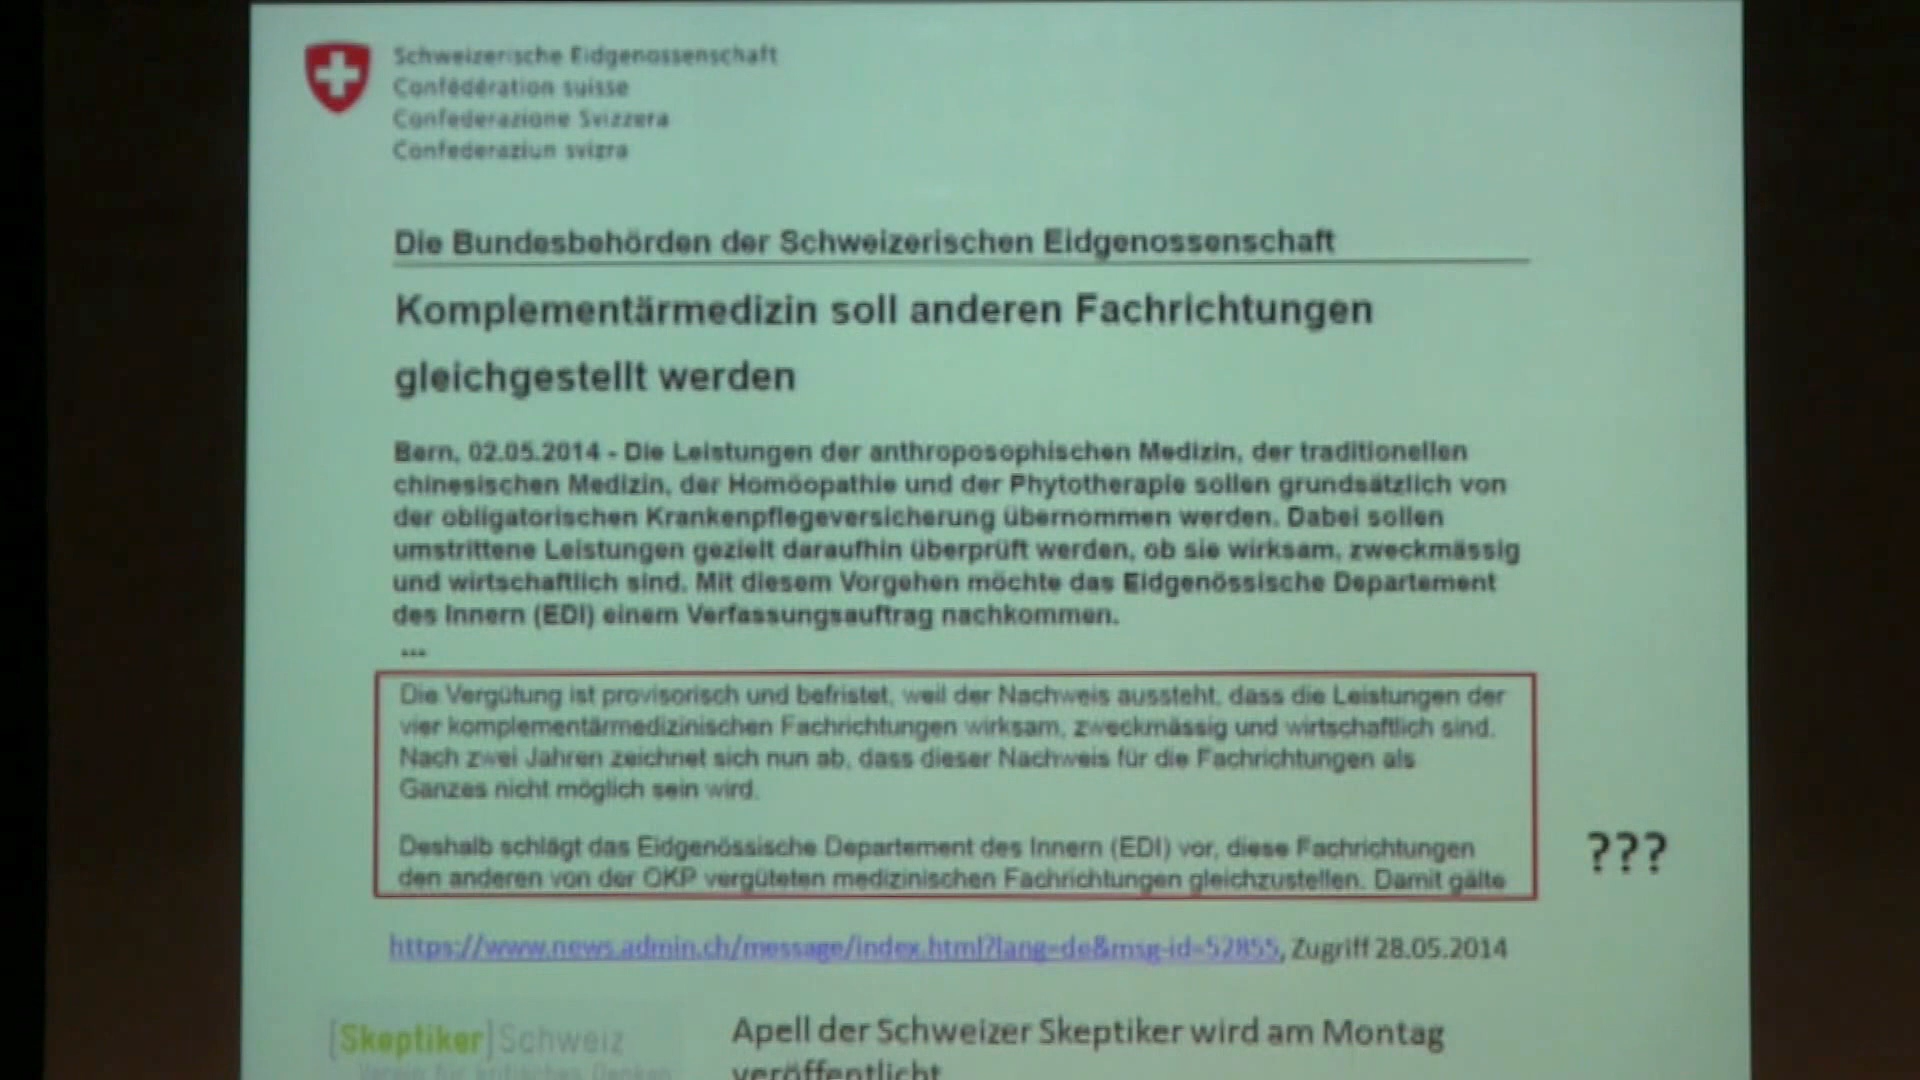 Schweizerische Eidgenossenschaft
Confédération suisse
Confederazione Svizzera
Confederaziun svizra
Die Bundesbehörden der Schweizerischen Eidgenossenschaft
Komplementärmedizin soll anderen Fachrichtungen
gleichgestellt werden
Bern, 02.05.2014 - Die Leistungen der anthroposophischen Medizin, der traditionellen
chinesischen Medizin, der Homöopathie und der Phytotherapie sollen grundsätzlich von
der obligatorischen Krankenpflegeversicherung übernommen werden. Dabei sollen
umstrittene Leistungen gezielt daraufhin überprüft werden, ob sie wirksam, zweckmässig
und wirtschaftlich sind. Mit diesem Vorgehen möchte das Eidgenössische Departement
des Innern (EDI) einem Verfassungsauftrag nachkommen.
...
Die Vergütung ist provisorisch und befristet, weil der Nachweis aussteht, dass die Leistungen der
vier komplementärmedizinischen Fachrichtungen wirksam, zweckmässig und wirtschaftlich sind.
Nach zwei Jahren zeichnet sich nun ab, dass dieser Nachweis für die Fachrichtungen als
Ganzes nicht möglich sein wird.
Deshalb schlägt das Eidgenössische Departement des Innern (EDI) vor, diese Fachrichtungen
den anderen von der OKP vergüteten medizinischen Fachrichtungen gleichzustellen. Damit gälte
???
https://www.news.admin.ch/message/index.html?lang=de&msg-id=52855, Zugriff 28.05.2014
[Skeptiker]Schweiz
Verein für kritisches Denken
Apell der Schweizer Skeptiker wird am Montag
veröffentlicht